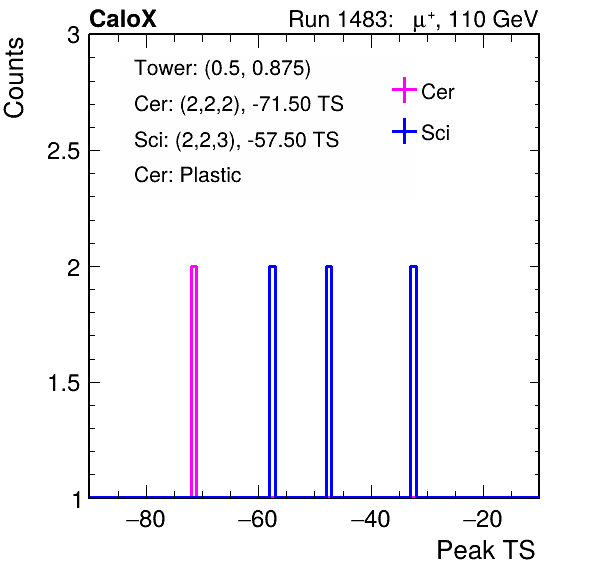 CaloX Run 1483: μ⁺, 110 GeV
Counts
3
2.5
2
1.5
1
Tower: (0.5, 0.875)
Cer: (2,2,2), -71.50 TS
Sci: (2,2,3), -57.50 TS
Cer: Plastic
Cer
Sci
−80 −60 −40 −20
Peak TS